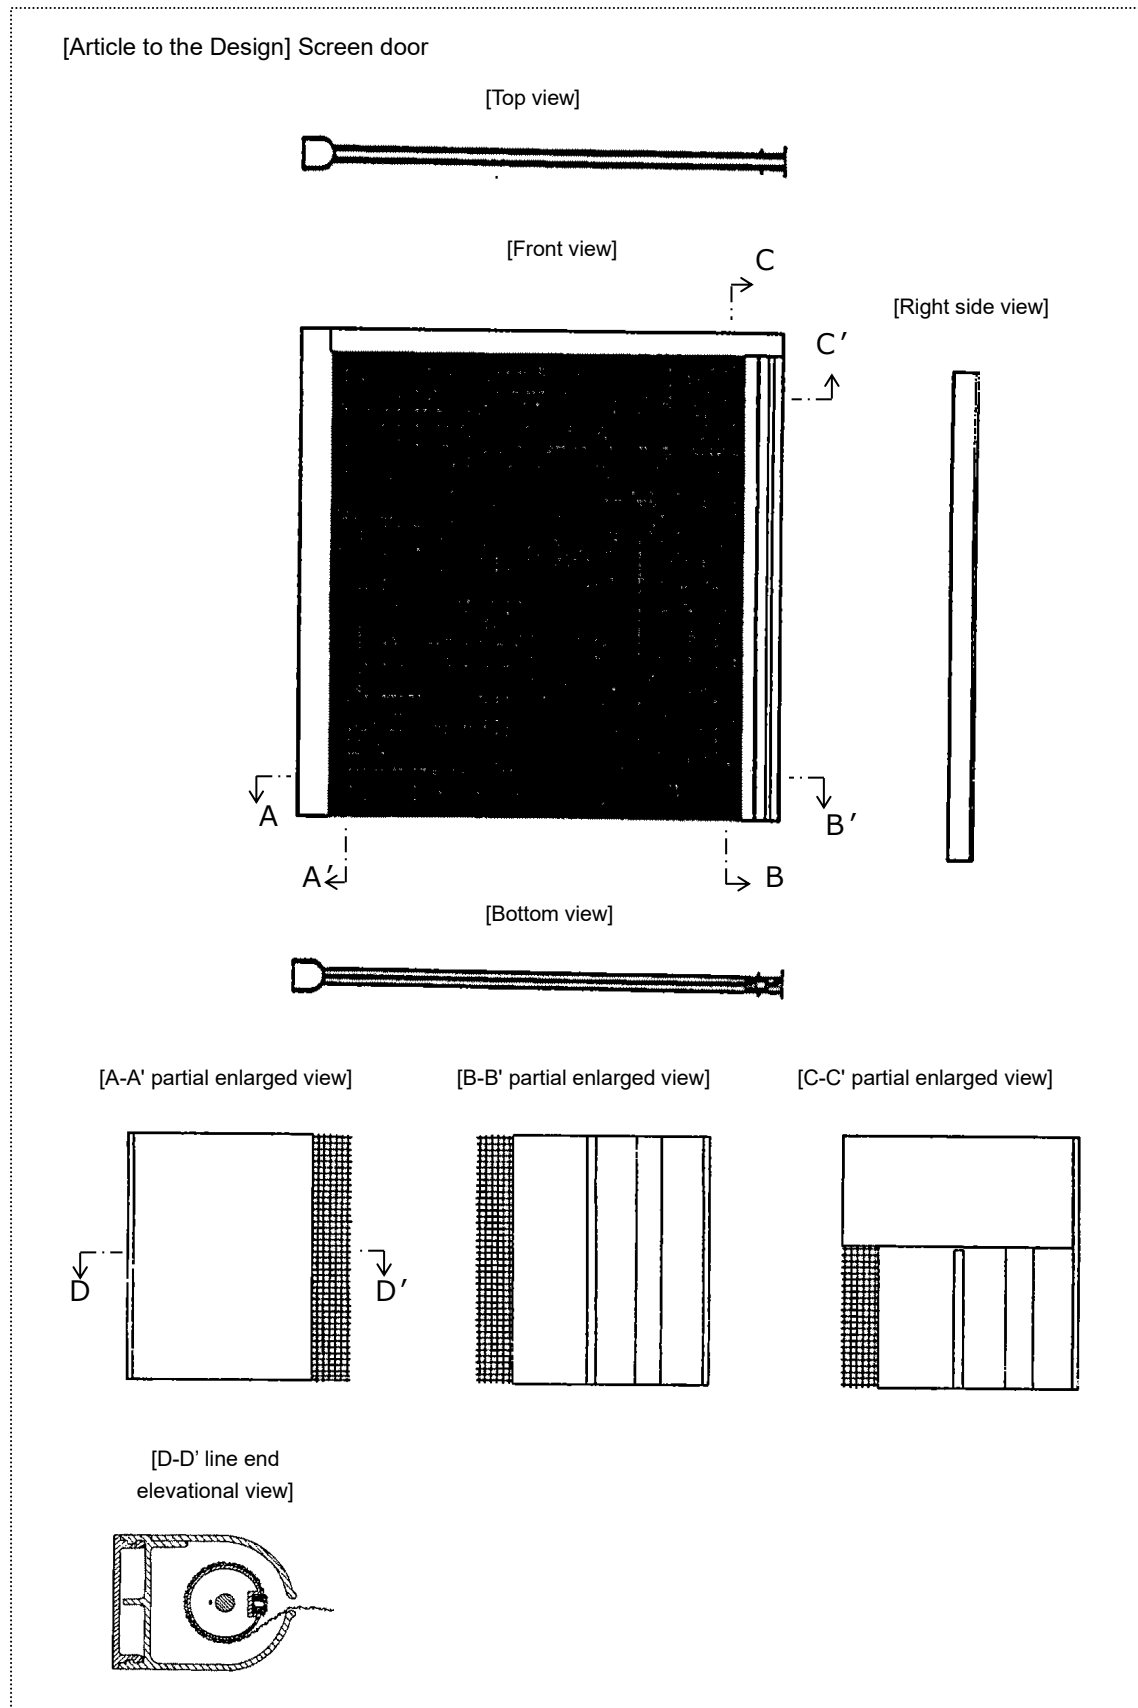 [Article to the Design] Screen door
[Top view]
[Front view]
C
[Right side view]
C′
A
B′
A′
B
[Bottom view]
[A-A' partial enlarged view]
[B-B' partial enlarged view]
[C-C' partial enlarged view]
D
D′
[D-D’ line end
elevational view]